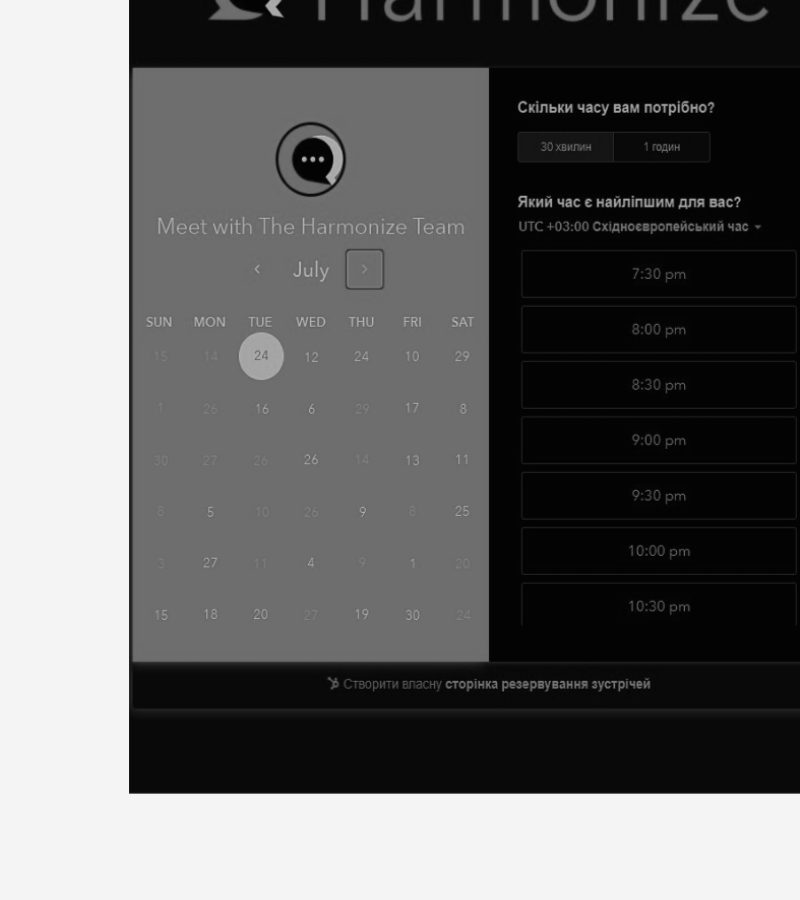 Harmonize
Meet with The Harmonize Team
‹ July ›
SUN MON TUE WED THU FRI SAT
15 14 24 12 24 10 29
1 26 16 6 29 17 8
30 27 26 26 14 13 11
8 5 10 26 9 8 25
3 27 11 4 9 1 20
15 18 20 27 19 30 24
Скільки часу вам потрібно?
30 хвилин 1 годин
Який час є найліпшим для вас?
UTC +03:00 Східноєвропейський час
7:30 pm
8:00 pm
8:30 pm
9:00 pm
9:30 pm
10:00 pm
10:30 pm
Створити власну сторінка резервування зустрічей